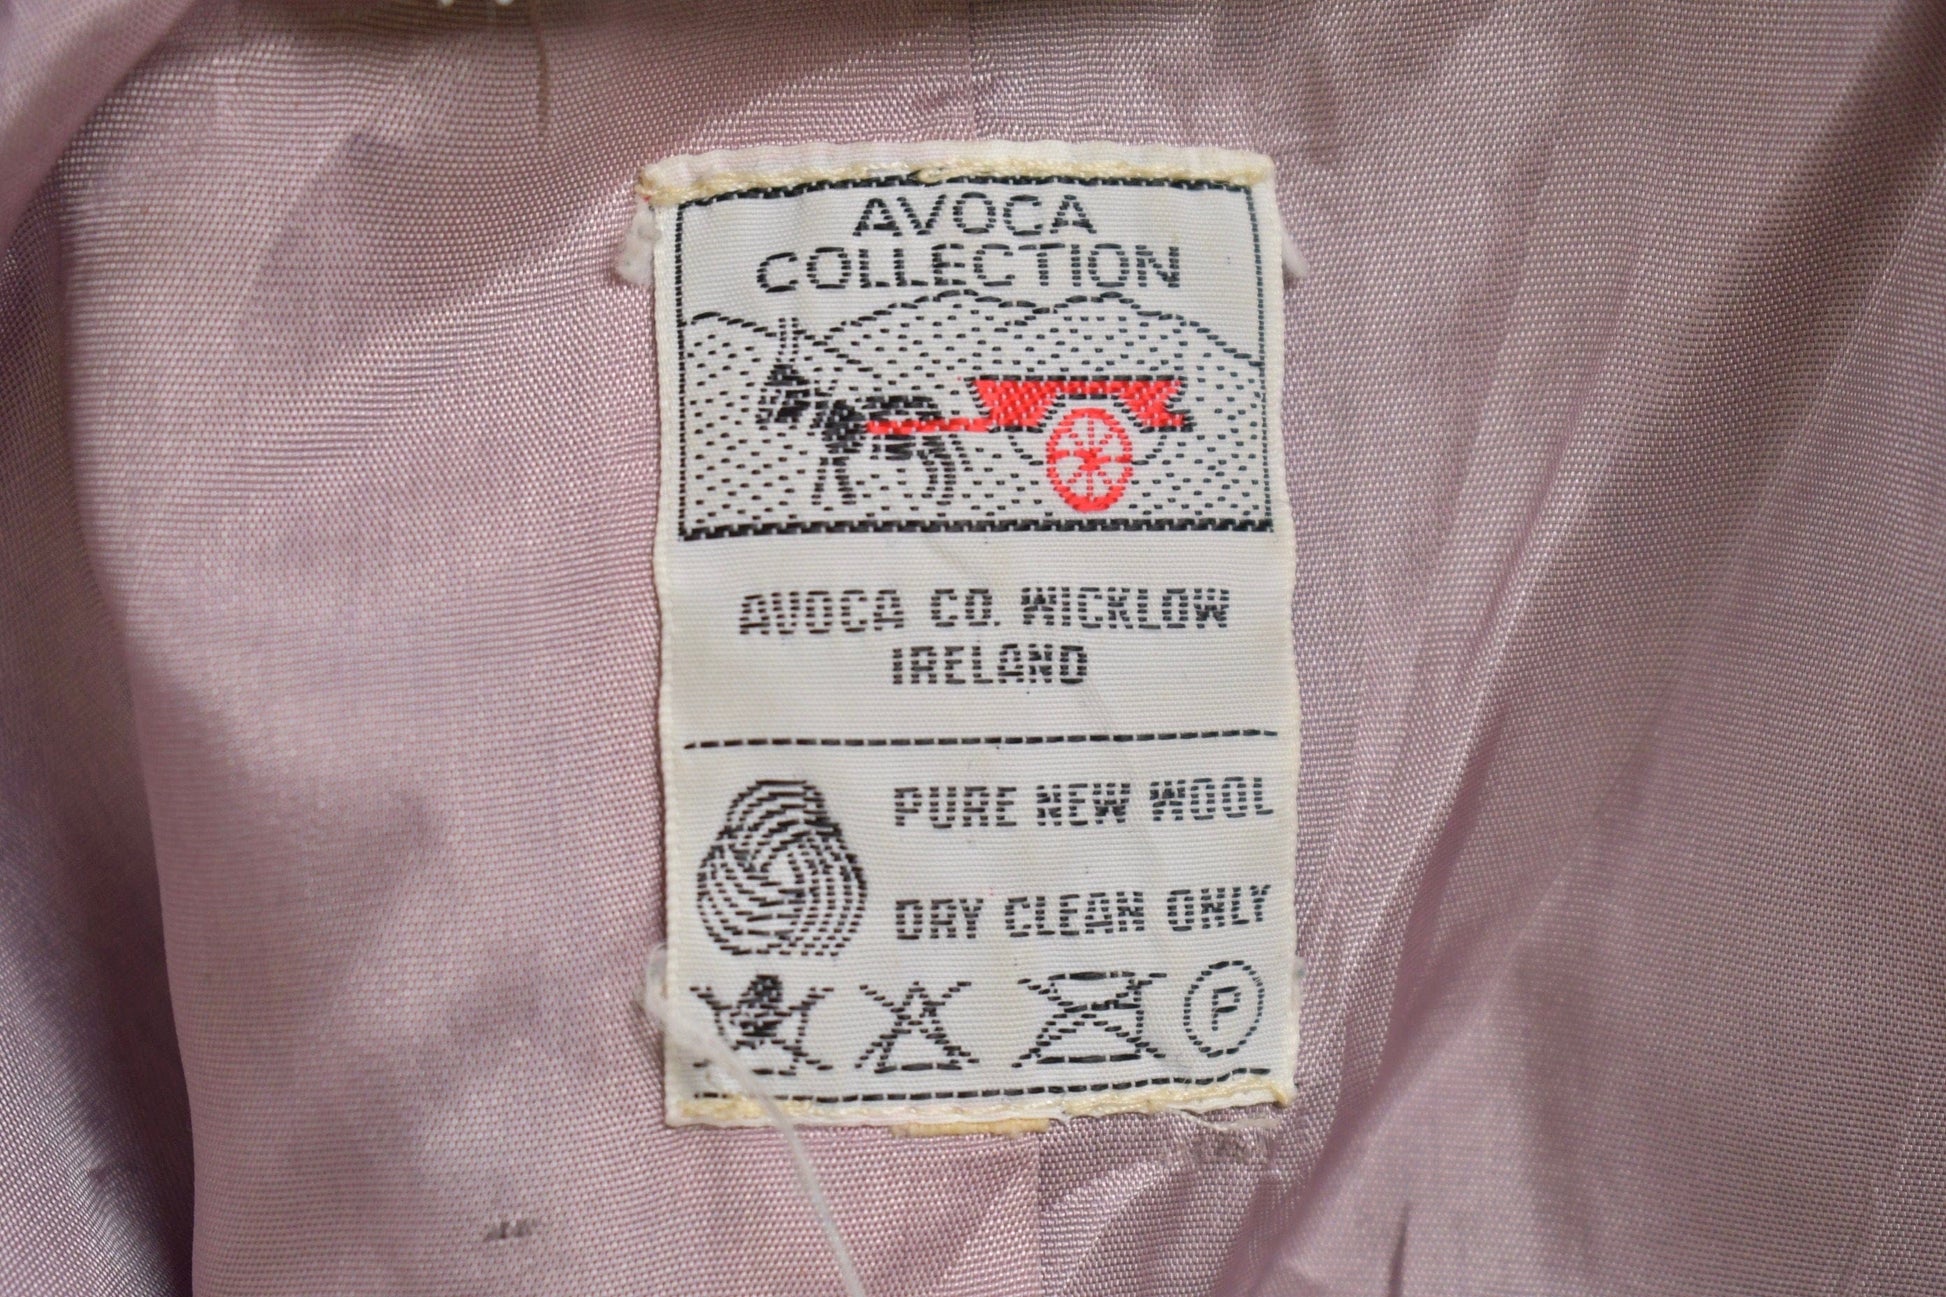 AVOCA
COLLECTION
AVOCA CO. WICKLOW
IRELAND
PURE NEW WOOL
DRY CLEAN ONLY
P